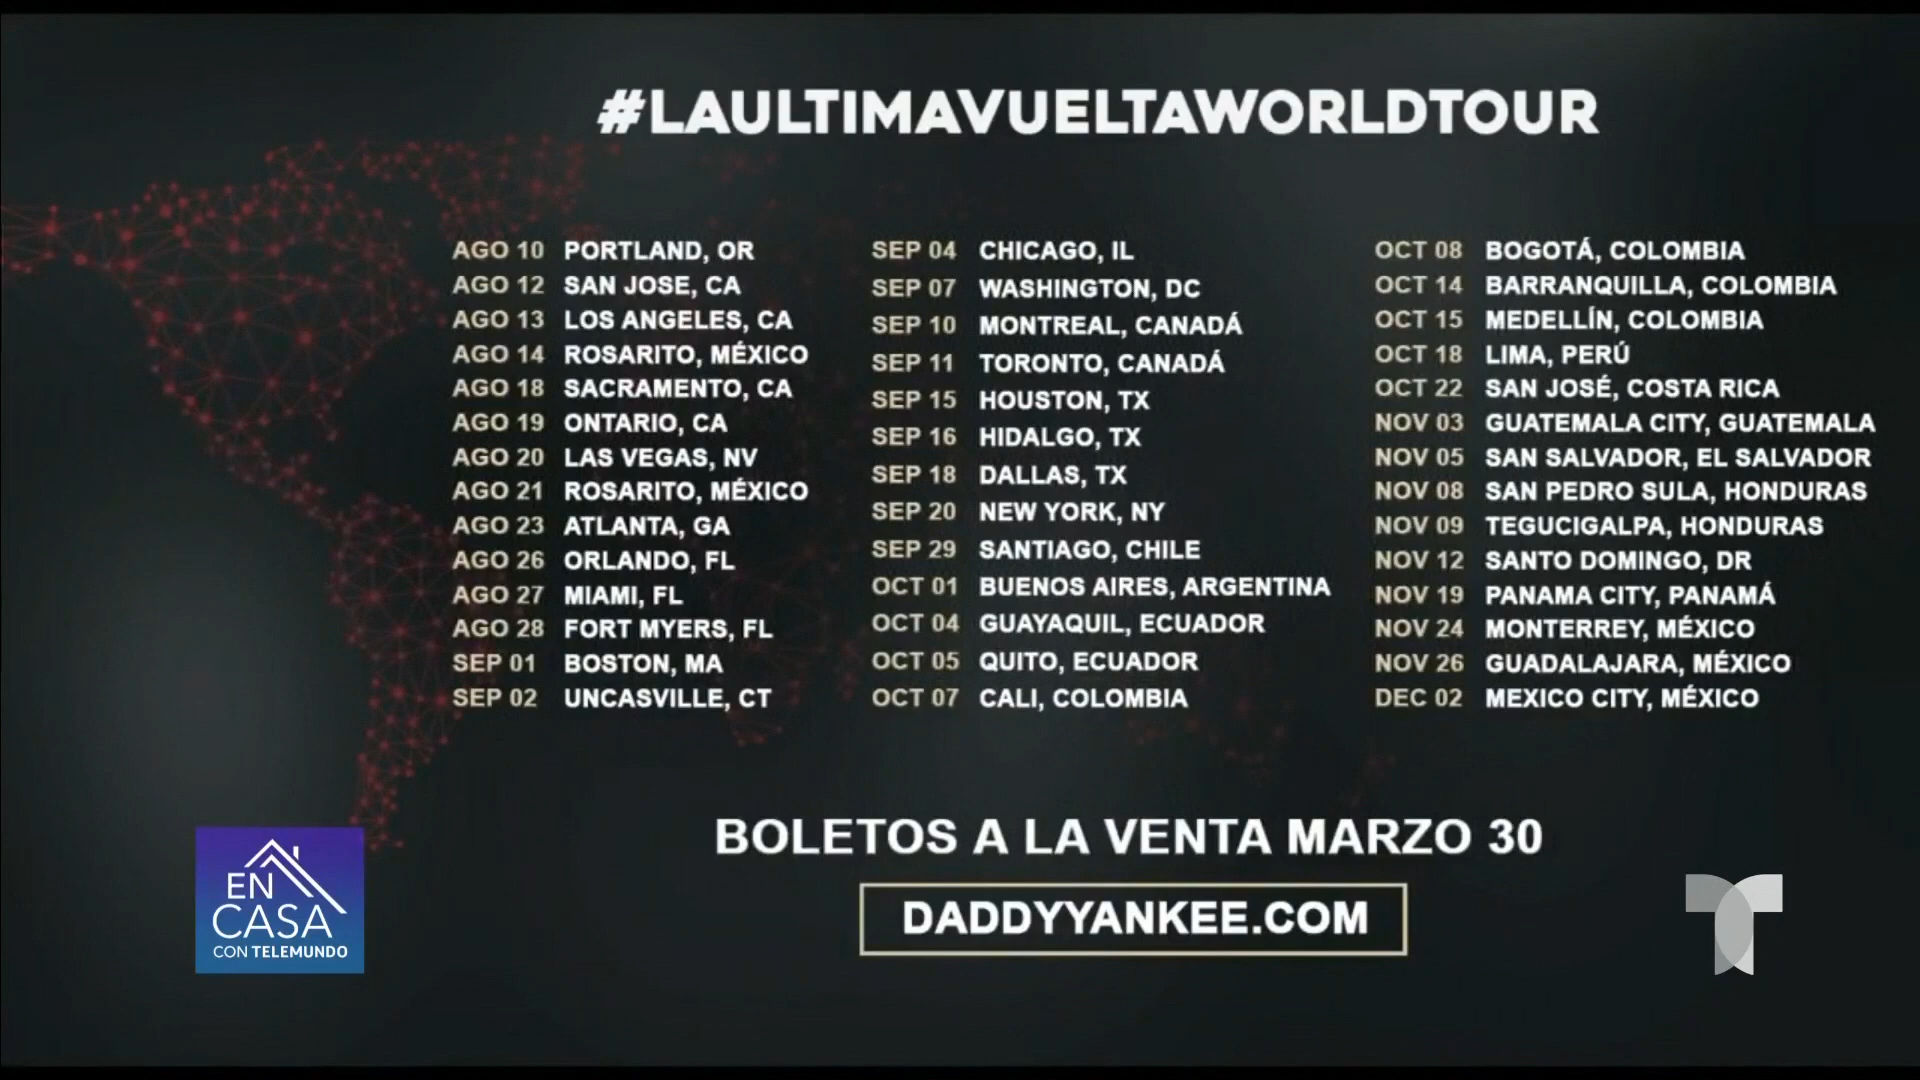 #LAULTIMAVUELTAWORLDTOUR
AGO 10 PORTLAND, OR
AGO 12 SAN JOSE, CA
AGO 13 LOS ANGELES, CA
AGO 14 ROSARITO, MÉXICO
AGO 18 SACRAMENTO, CA
AGO 19 ONTARIO, CA
AGO 20 LAS VEGAS, NV
AGO 21 ROSARITO, MÉXICO
AGO 23 ATLANTA, GA
AGO 26 ORLANDO, FL
AGO 27 MIAMI, FL
AGO 28 FORT MYERS, FL
SEP 01 BOSTON, MA
SEP 02 UNCASVILLE, CT
SEP 04 CHICAGO, IL
SEP 07 WASHINGTON, DC
SEP 10 MONTREAL, CANADÁ
SEP 11 TORONTO, CANADÁ
SEP 15 HOUSTON, TX
SEP 16 HIDALGO, TX
SEP 18 DALLAS, TX
SEP 20 NEW YORK, NY
SEP 29 SANTIAGO, CHILE
OCT 01 BUENOS AIRES, ARGENTINA
OCT 04 GUAYAQUIL, ECUADOR
OCT 05 QUITO, ECUADOR
OCT 07 CALI, COLOMBIA
OCT 08 BOGOTÁ, COLOMBIA
OCT 14 BARRANQUILLA, COLOMBIA
OCT 15 MEDELLÍN, COLOMBIA
OCT 18 LIMA, PERÚ
OCT 22 SAN JOSÉ, COSTA RICA
NOV 03 GUATEMALA CITY, GUATEMALA
NOV 05 SAN SALVADOR, EL SALVADOR
NOV 08 SAN PEDRO SULA, HONDURAS
NOV 09 TEGUCIGALPA, HONDURAS
NOV 12 SANTO DOMINGO, DR
NOV 19 PANAMA CITY, PANAMÁ
NOV 24 MONTERREY, MÉXICO
NOV 26 GUADALAJARA, MÉXICO
DEC 02 MEXICO CITY, MÉXICO
BOLETOS A LA VENTA MARZO 30
DADDYYANKEE.COM
EN
CASA
CON TELEMUNDO